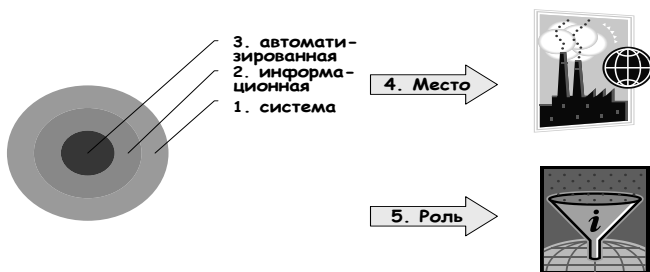 3. автомати-
зированная
2. информа-
ционная
1. система
4. Место
5. Роль
i